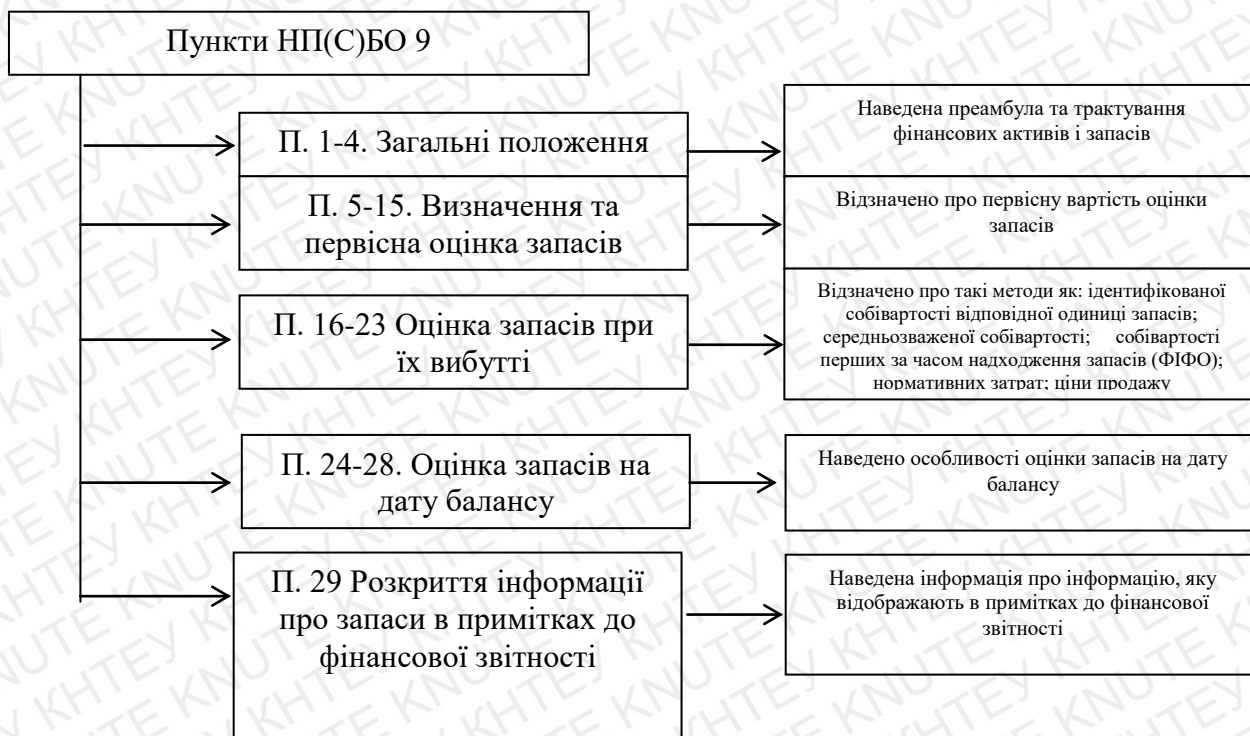 Пункти НП(С)БО 9
П. 1-4. Загальні положення
Наведена преамбула та трактування
фінансових активів і запасів
П. 5-15. Визначення та
первісна оцінка запасів
Відзначено про первісну вартість оцінки
запасів
П. 16-23 Оцінка запасів при
їх вибутті
Відзначено про такі методи як: ідентифікованої
собівартості відповідної одиниці запасів;
середньозваженої собівартості; собівартості
перших за часом надходження запасів (ФІФО);
нормативних затрат; ціни продажу
П. 24-28. Оцінка запасів на
дату балансу
Наведено особливості оцінки запасів на дату
балансу
П. 29 Розкриття інформації
про запаси в примітках до
фінансової звітності
Наведена інформація про інформацію, яку
відображають в примітках до фінансової
звітності